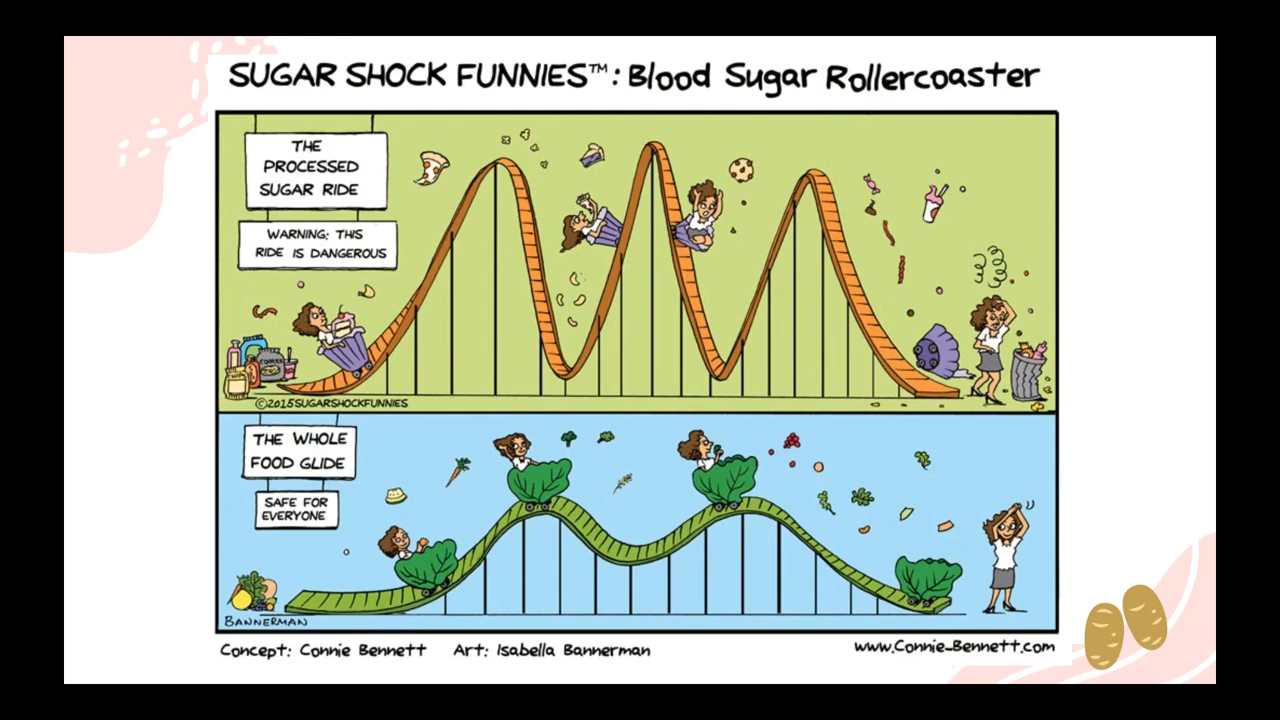 SUGAR SHOCK FUNNIES™: Blood Sugar Rollercoaster
THE
PROCESSED
SUGAR RIDE
WARNING: THIS
RIDE IS DANGEROUS
©2015SUGARSHOCKFUNNIES
THE WHOLE
FOOD GLIDE
SAFE FOR
EVERYONE
BANNERMAN
Concept: Connie Bennett Art: Isabella Bannerman
www.Connie-Bennett.com